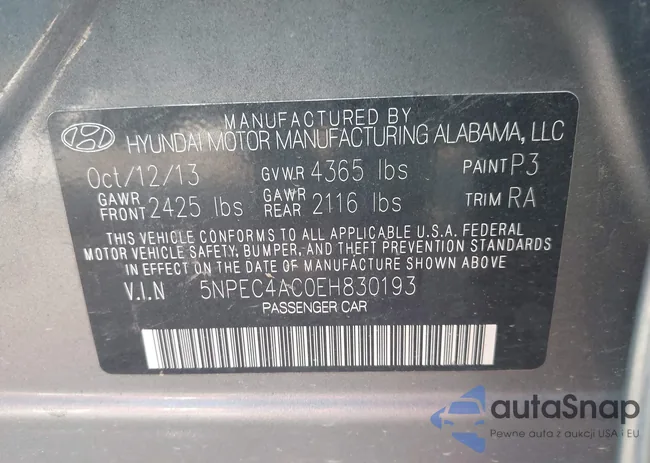 MANUFACTURED BY
HYUNDAI MOTOR MANUFACTURING ALABAMA, LLC
Oct/12/13 GVWR 4365 lbs PAINT P3
GAWR FRONT 2425 lbs GAWR REAR 2116 lbs TRIM RA
THIS VEHICLE CONFORMS TO ALL APPLICABLE U.S.A. FEDERAL
MOTOR VEHICLE SAFETY, BUMPER, AND THEFT PREVENTION STANDARDS
IN EFFECT ON THE DATE OF MANUFACTURE SHOWN ABOVE.
V.I.N 5NPEC4AC0EH830193
PASSENGER CAR
autaSnap
Pewne auta z aukcji USA i EU